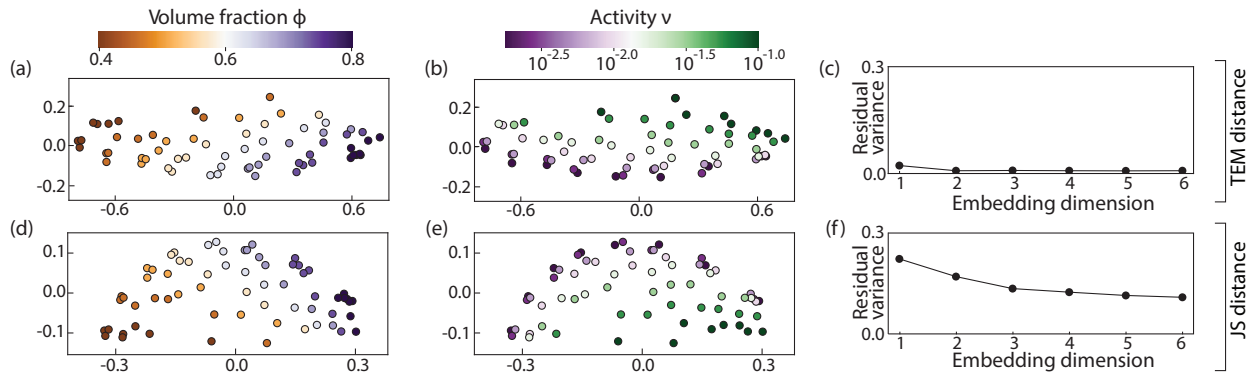 Volume fraction ϕ
0.4 0.6 0.8
Activity ν
10^-2.5 10^-2.0 10^-1.5 10^-1.0
(a)
0.2
0.0
-0.2
-0.6 0.0 0.6
(b)
0.2
0.0
-0.2
-0.6 0.0 0.6
(c)
Residual
variance
0.3
0.0
1 2 3 4 5 6
Embedding dimension
TEM distance
(d)
0.1
0.0
-0.1
-0.3 0.0 0.3
(e)
0.1
0.0
-0.1
-0.3 0.0 0.3
(f)
Residual
variance
0.3
0.0
1 2 3 4 5 6
Embedding dimension
JS distance